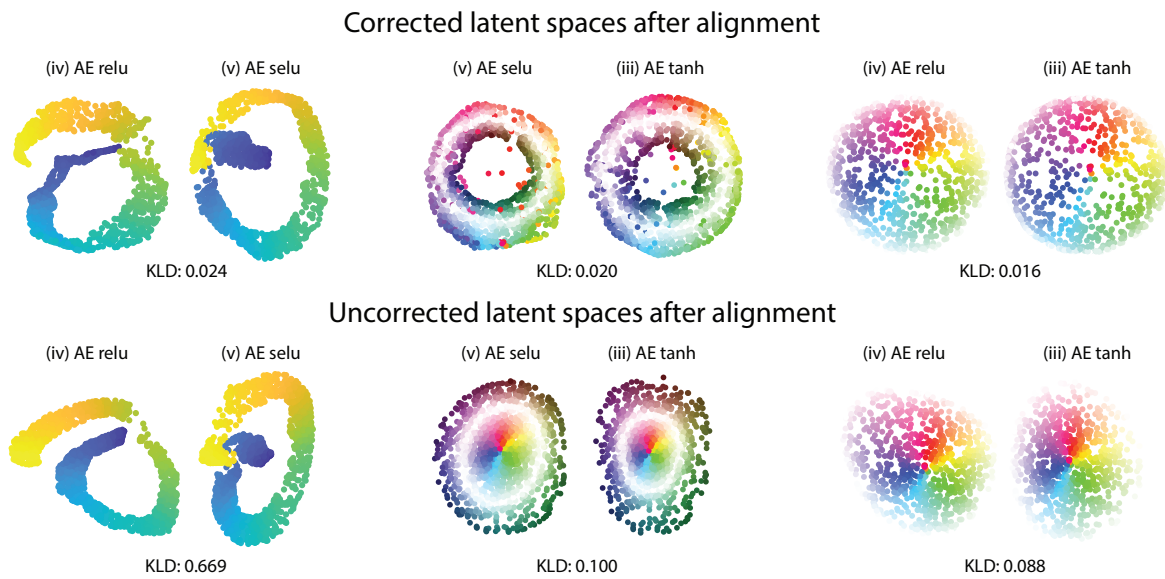 Corrected latent spaces after alignment
(iv) AE relu
(v) AE selu
(v) AE selu
(iii) AE tanh
(iv) AE relu
(iii) AE tanh
KLD: 0.024
KLD: 0.020
KLD: 0.016
Uncorrected latent spaces after alignment
(iv) AE relu
(v) AE selu
(v) AE selu
(iii) AE tanh
(iv) AE relu
(iii) AE tanh
KLD: 0.669
KLD: 0.100
KLD: 0.088